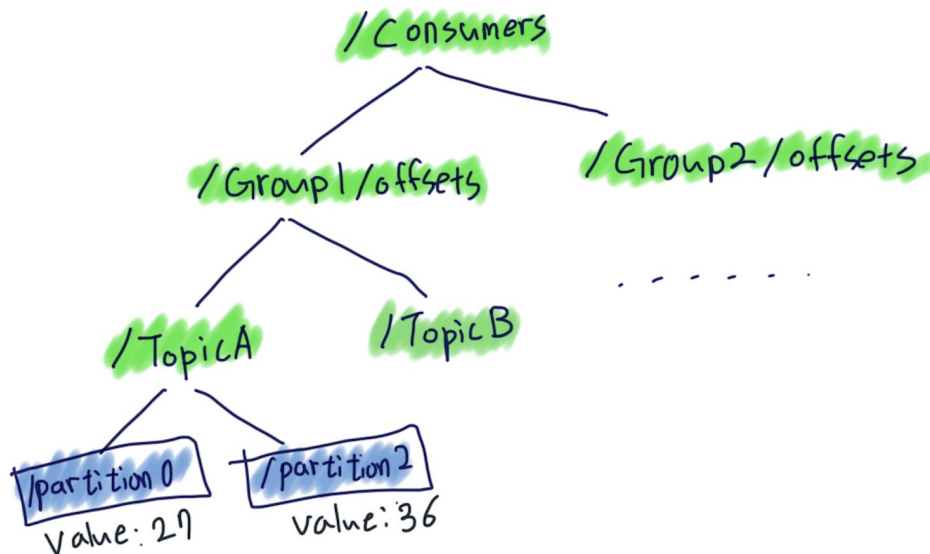 /Consumers
/Group1/offsets
/Group2/offsets
/TopicA
/TopicB
/partition0
/partition2
value:27
value:36